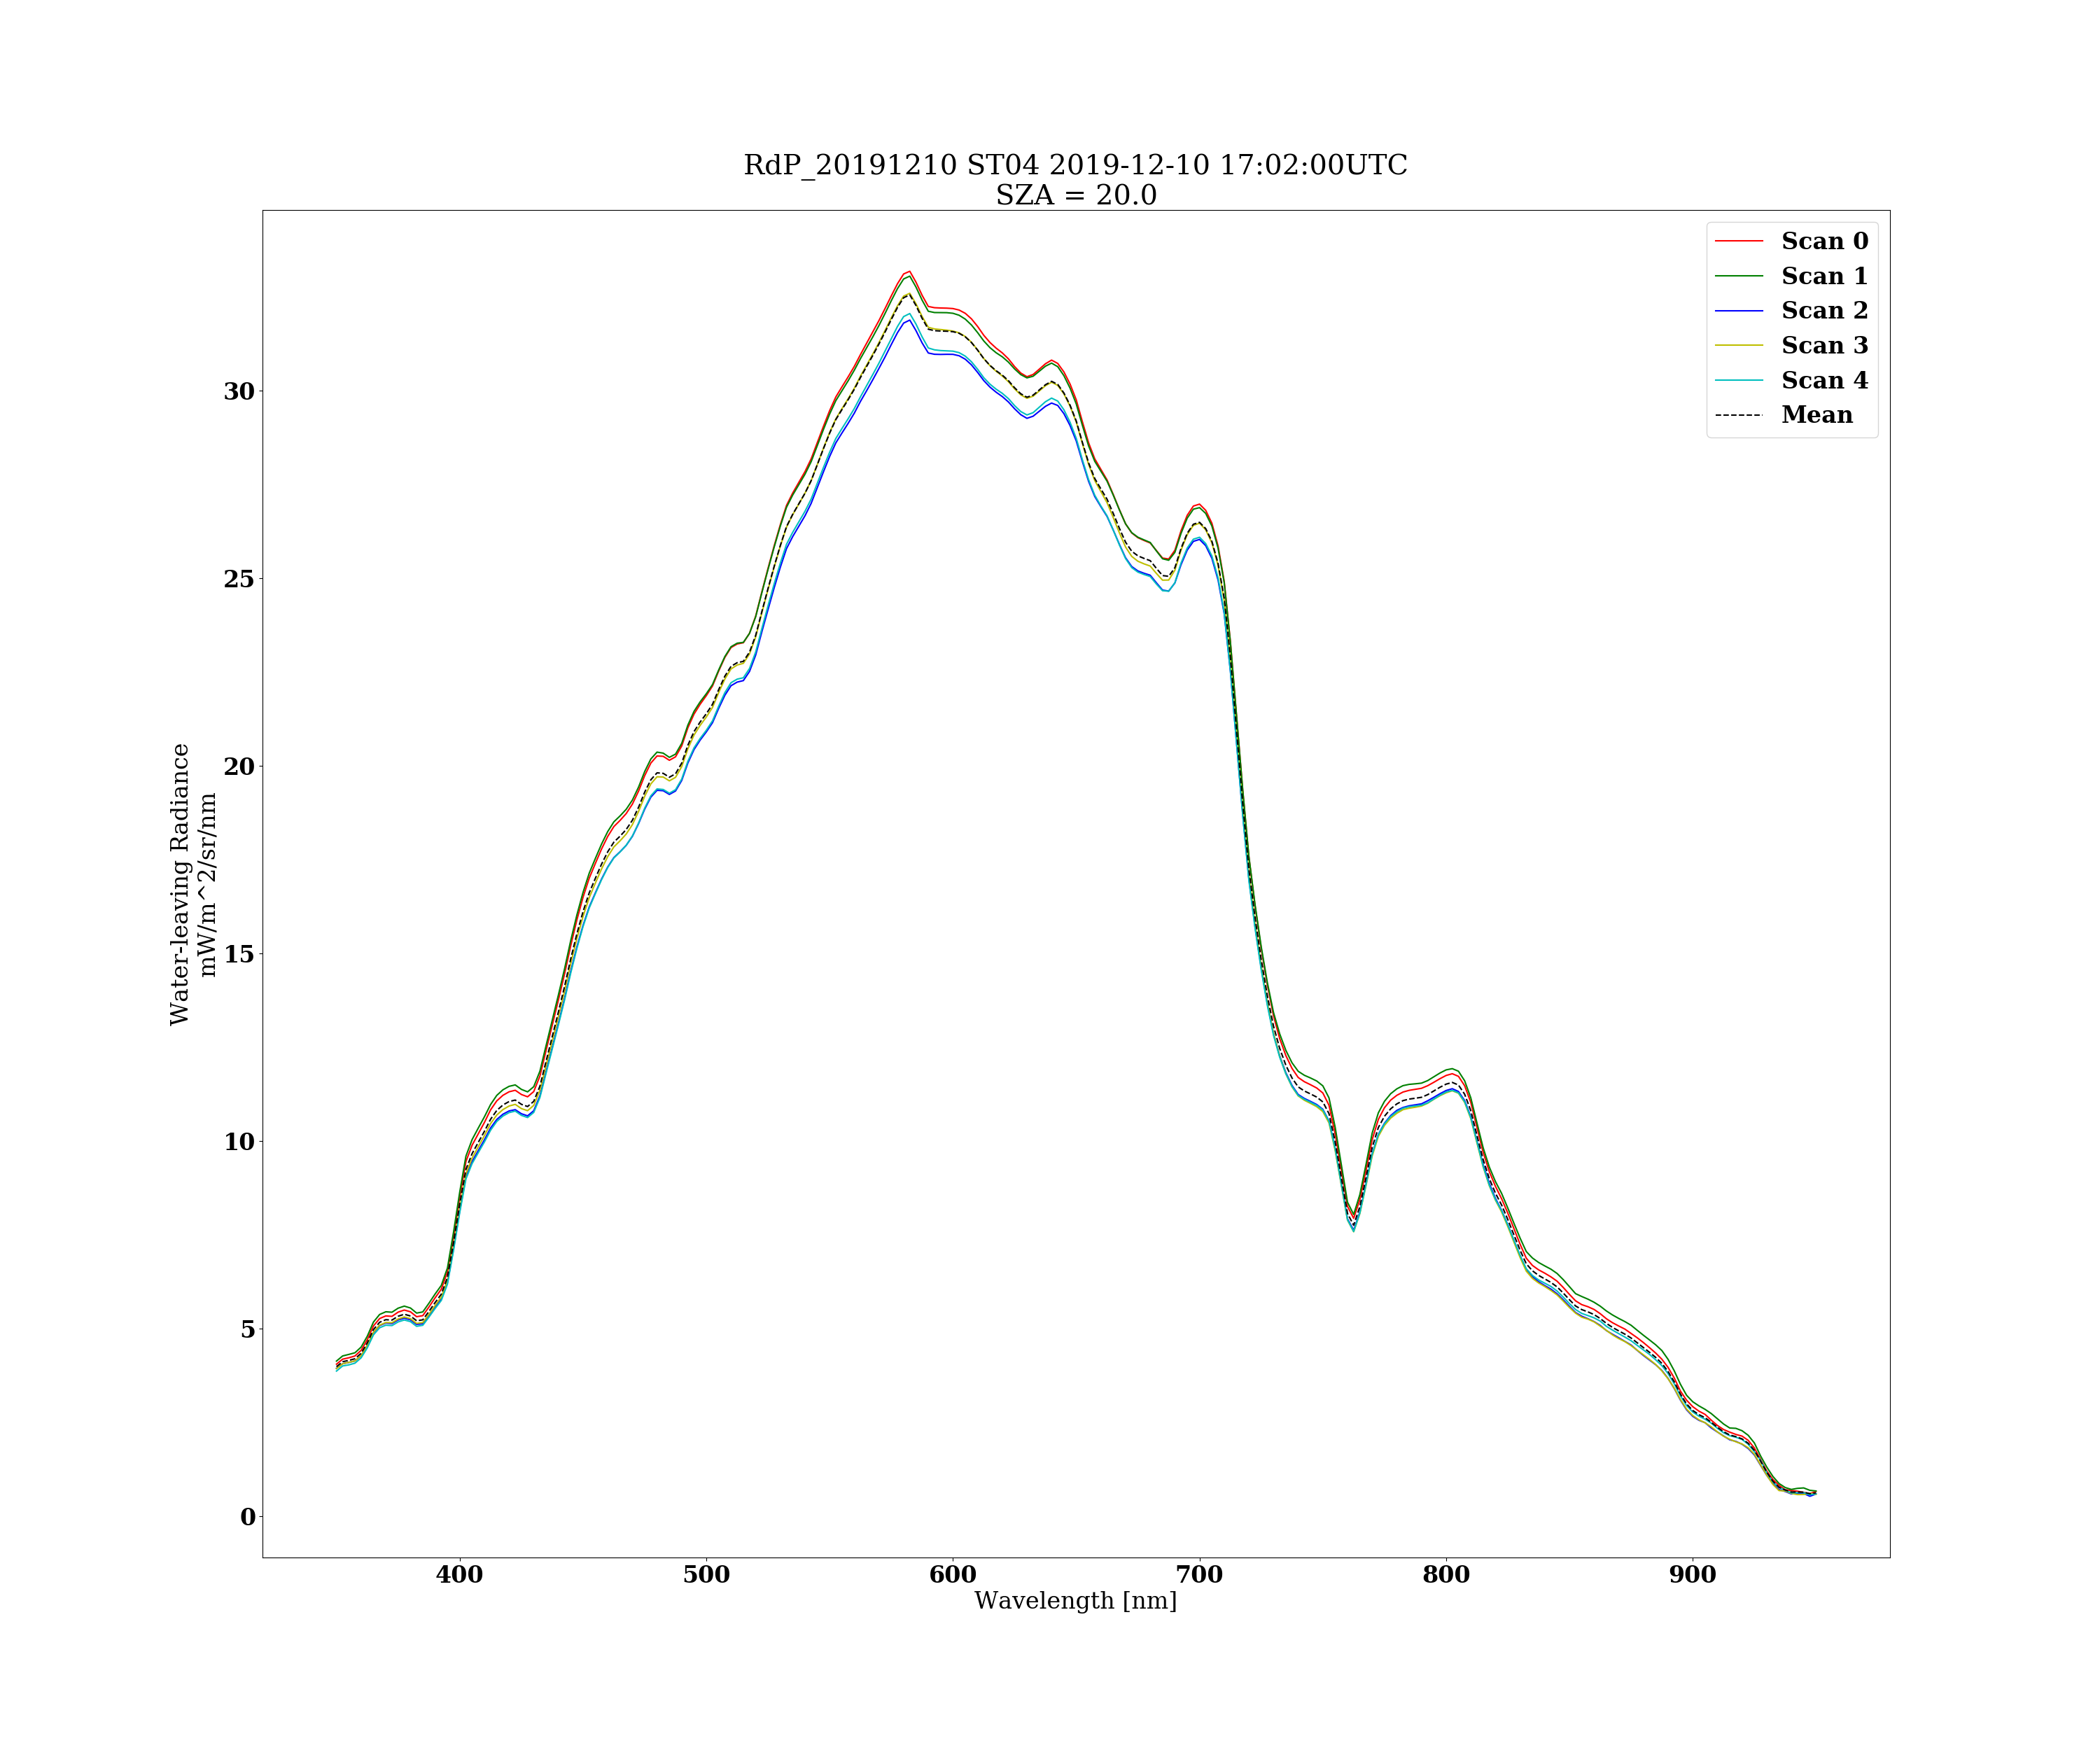 RdP_20191210 ST04 2019-12-10 17:02:00UTC
SZA = 20.0
Scan 0
Scan 1
Scan 2
Scan 3
Scan 4
Mean
Water-leaving Radiance
mW/m^2/sr/nm
30
25
20
15
10
5
0
400 500 600 700 800 900
Wavelength [nm]